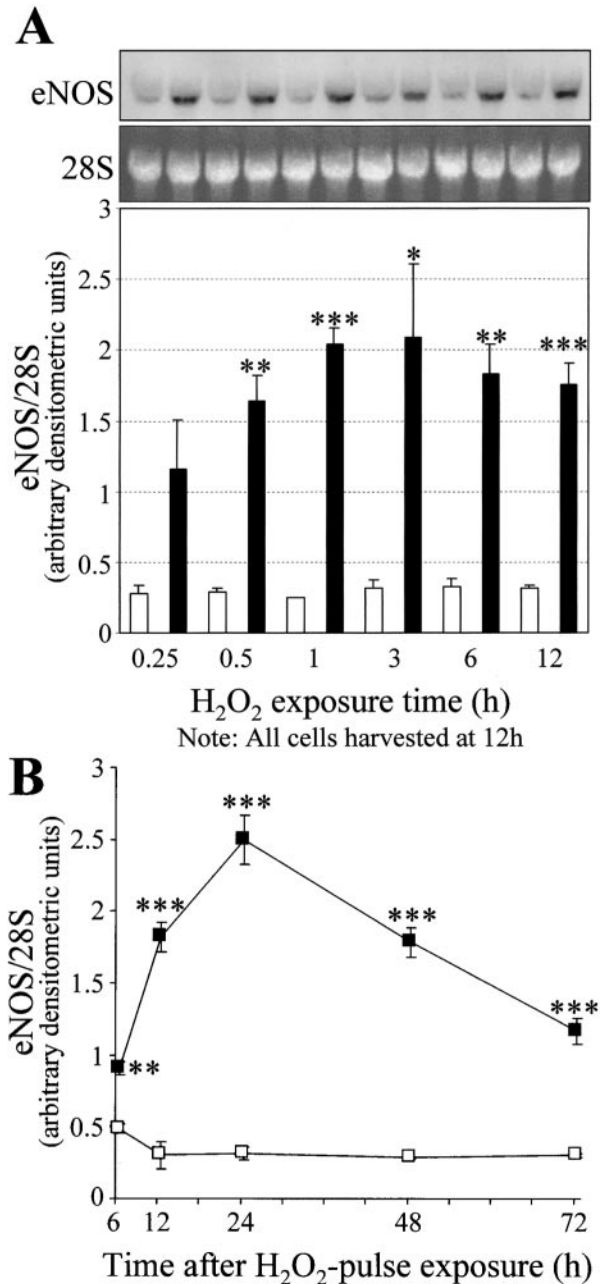 A
eNOS
28S
3
2.5
2
1.5
1
0.5
0
eNOS/28S
(arbitrary densitometric units)
**
***
*
**
***
0.25 0.5 1 3 6 12
H₂O₂ exposure time (h)
Note: All cells harvested at 12h
B
3
2.5
2
1.5
1
0.5
0
eNOS/28S
(arbitrary densitometric units)
**
***
***
***
***
6 12 24 48 72
Time after H₂O₂-pulse exposure (h)